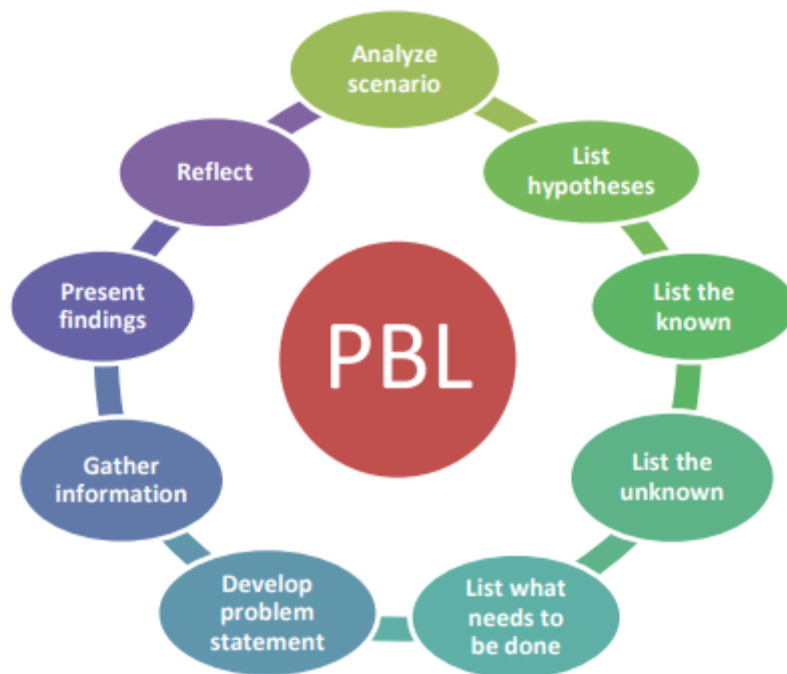 Analyze
scenario
List
hypotheses
List the
known
List the
unknown
List what
needs to
be done
Develop
problem
statement
Gather
information
Present
findings
Reflect
PBL